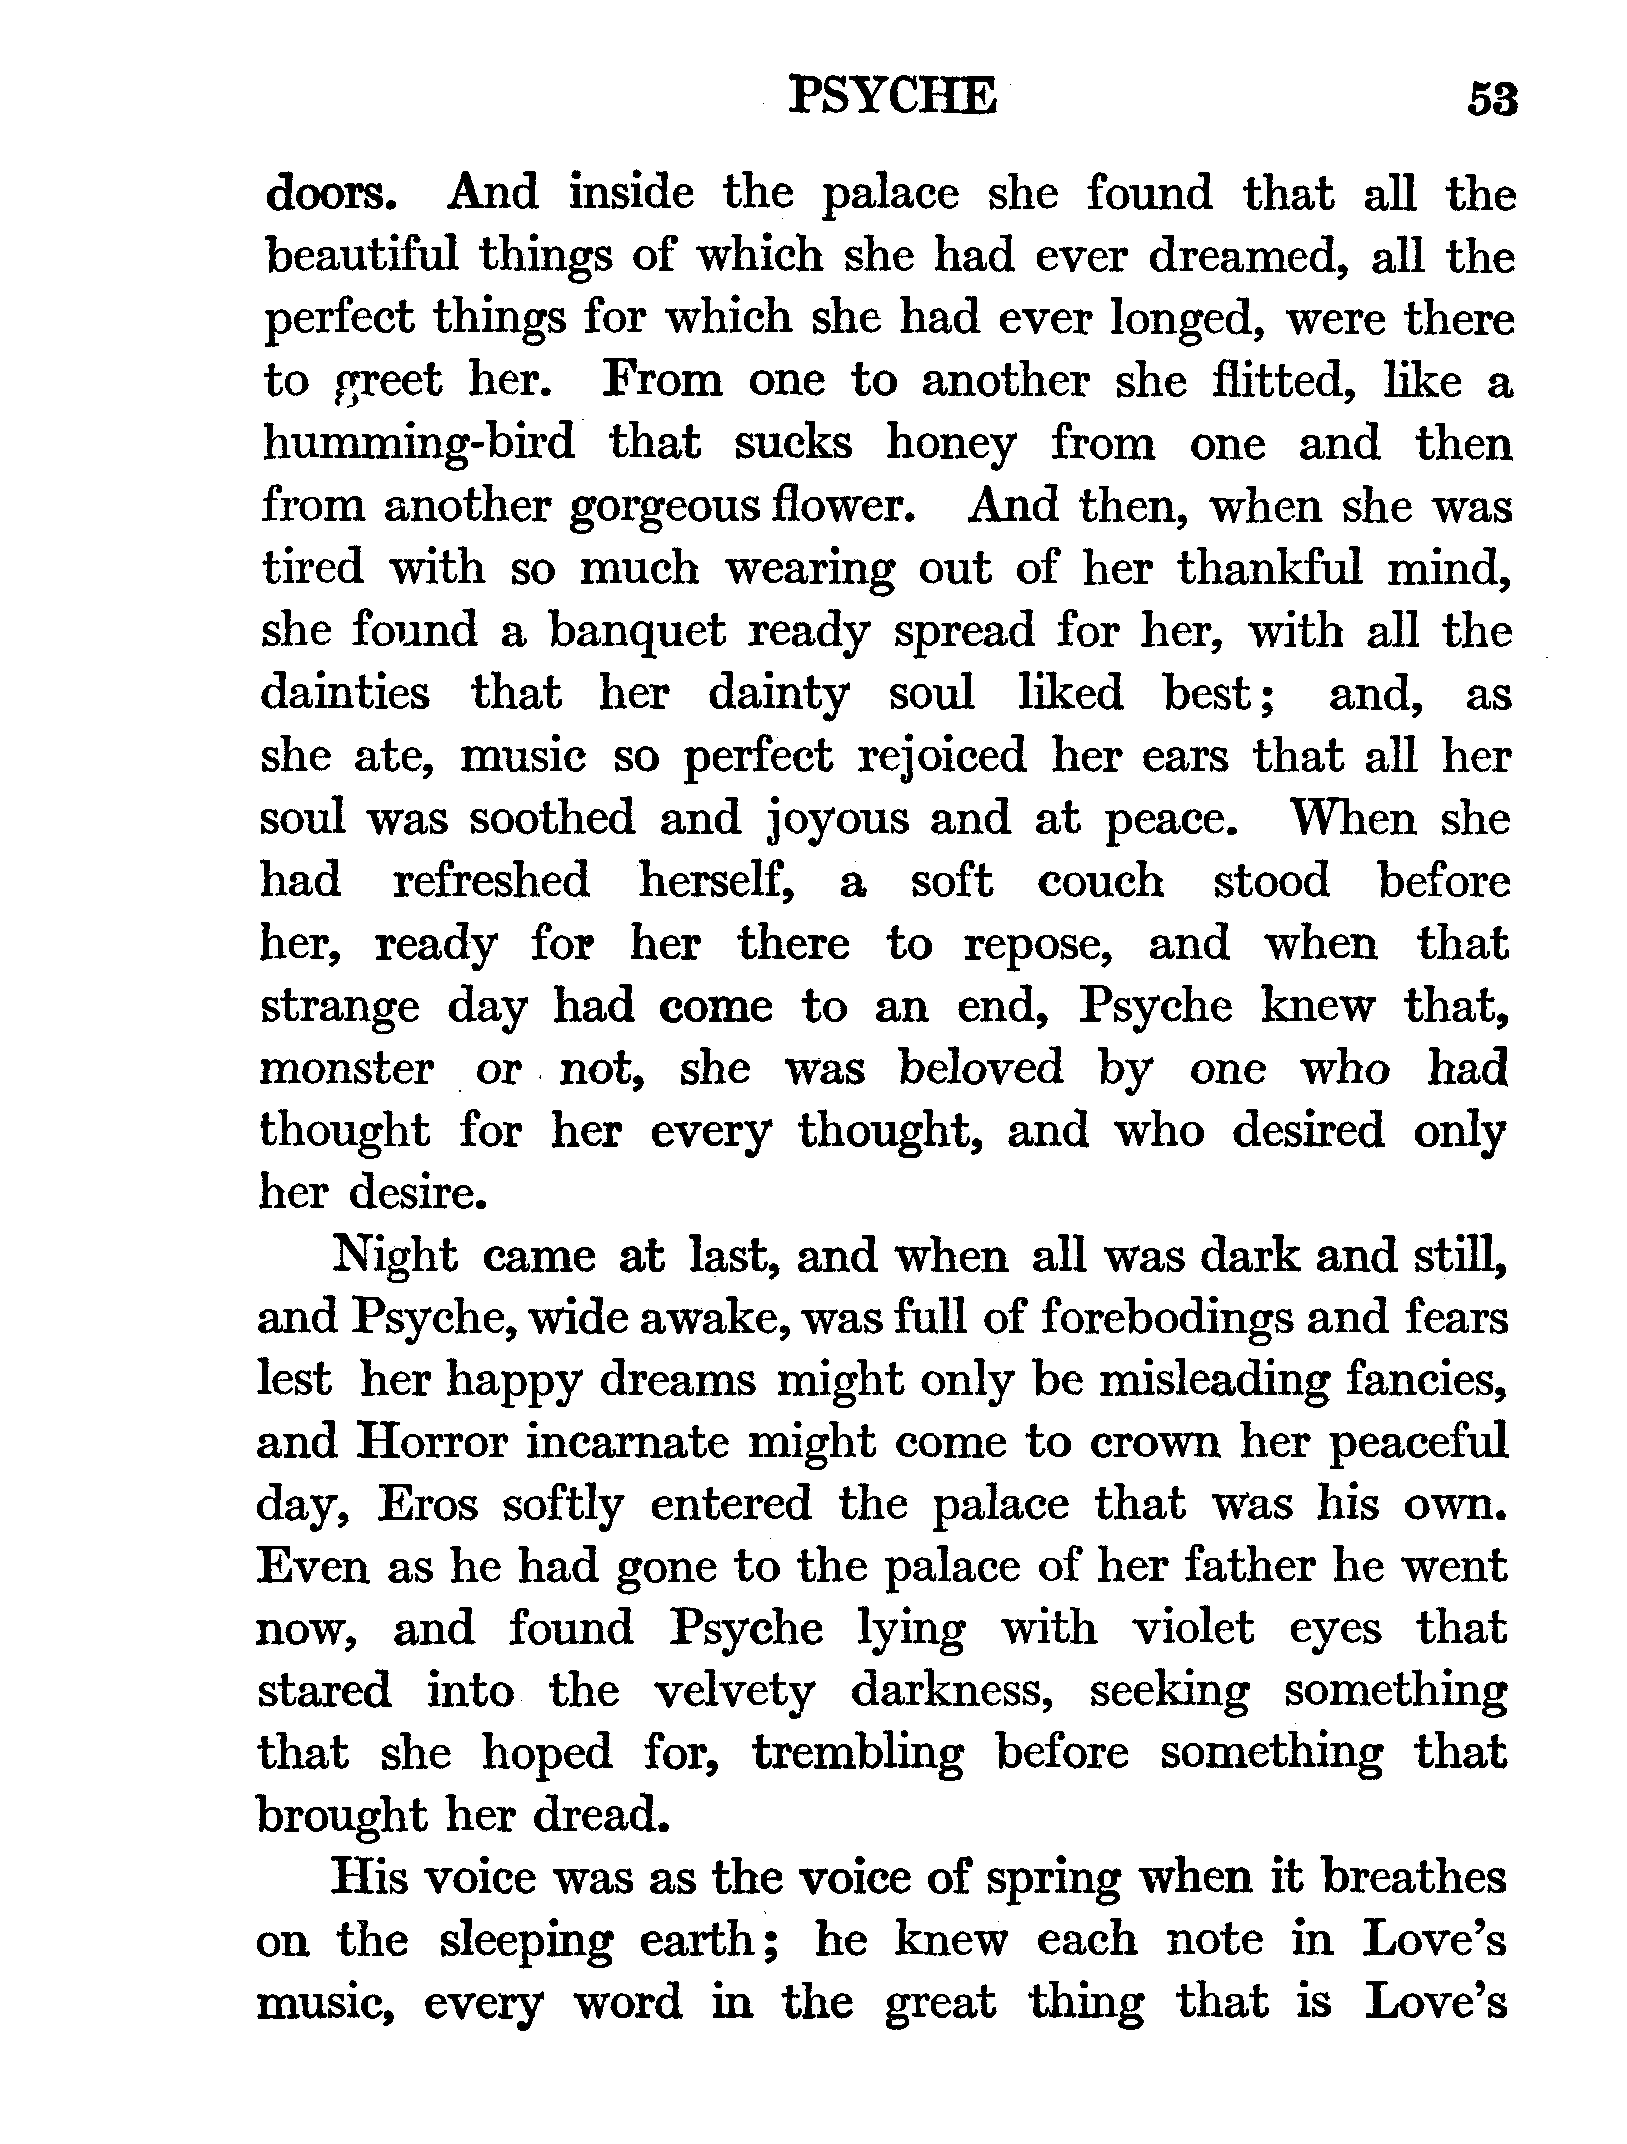 PSYCHE 53
doors. And inside the palace she found that all the
beautiful things of which she had ever dreamed, all the
perfect things for which she had ever longed, were there
to greet her. From one to another she flitted, like a
humming-bird that sucks honey from one and then
from another gorgeous flower. And then, when she was
tired with so much wearing out of her thankful mind,
she found a banquet ready spread for her, with all the
dainties that her dainty soul liked best; and, as
she ate, music so perfect rejoiced her ears that all her
soul was soothed and joyous and at peace. When she
had refreshed herself, a soft couch stood before
her, ready for her there to repose, and when that
strange day had come to an end, Psyche knew that,
monster or not, she was beloved by one who had
thought for her every thought, and who desired only
her desire.
Night came at last, and when all was dark and still,
and Psyche, wide awake, was full of forebodings and fears
lest her happy dreams might only be misleading fancies,
and Horror incarnate might come to crown her peaceful
day, Eros softly entered the palace that was his own.
Even as he had gone to the palace of her father he went
now, and found Psyche lying with violet eyes that
stared into the velvety darkness, seeking something
that she hoped for, trembling before something that
brought her dread.
His voice was as the voice of spring when it breathes
on the sleeping earth; he knew each note in Love's
music, every word in the great thing that is Love's